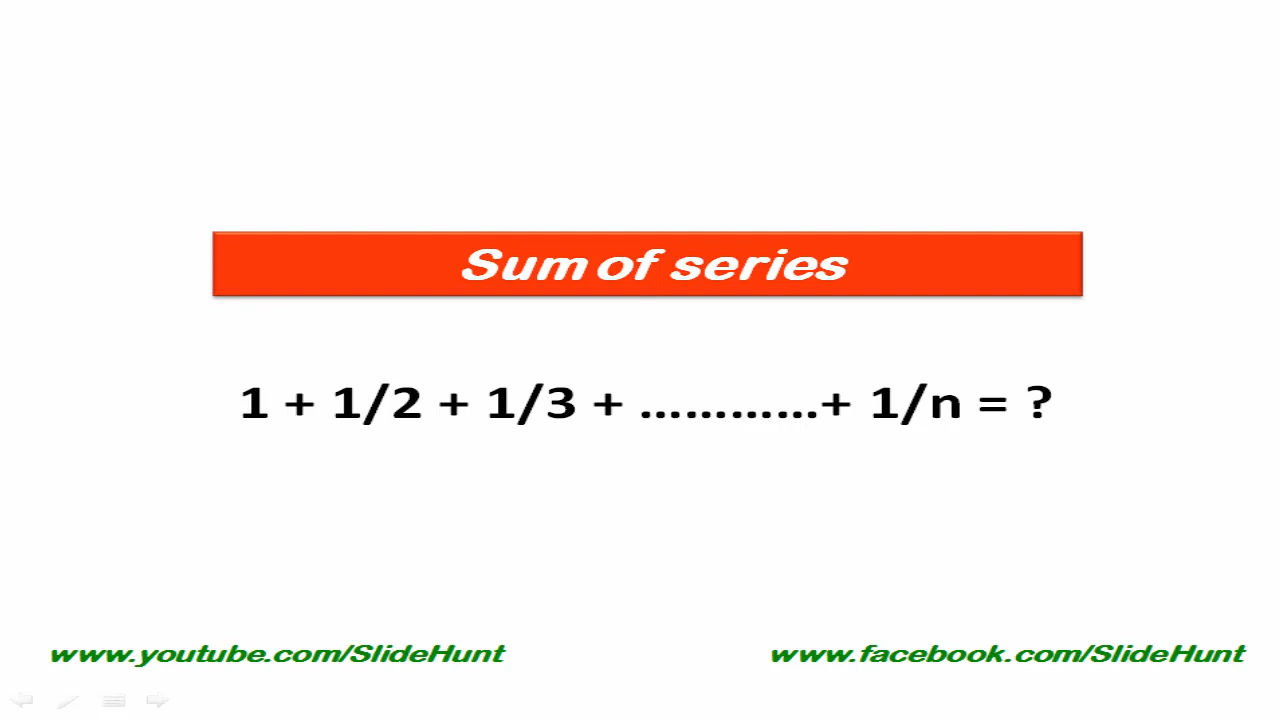 Sum of series
1 + 1/2 + 1/3 + ............+ 1/n = ?
www.youtube.com/SlideHunt
www.facebook.com/SlideHunt